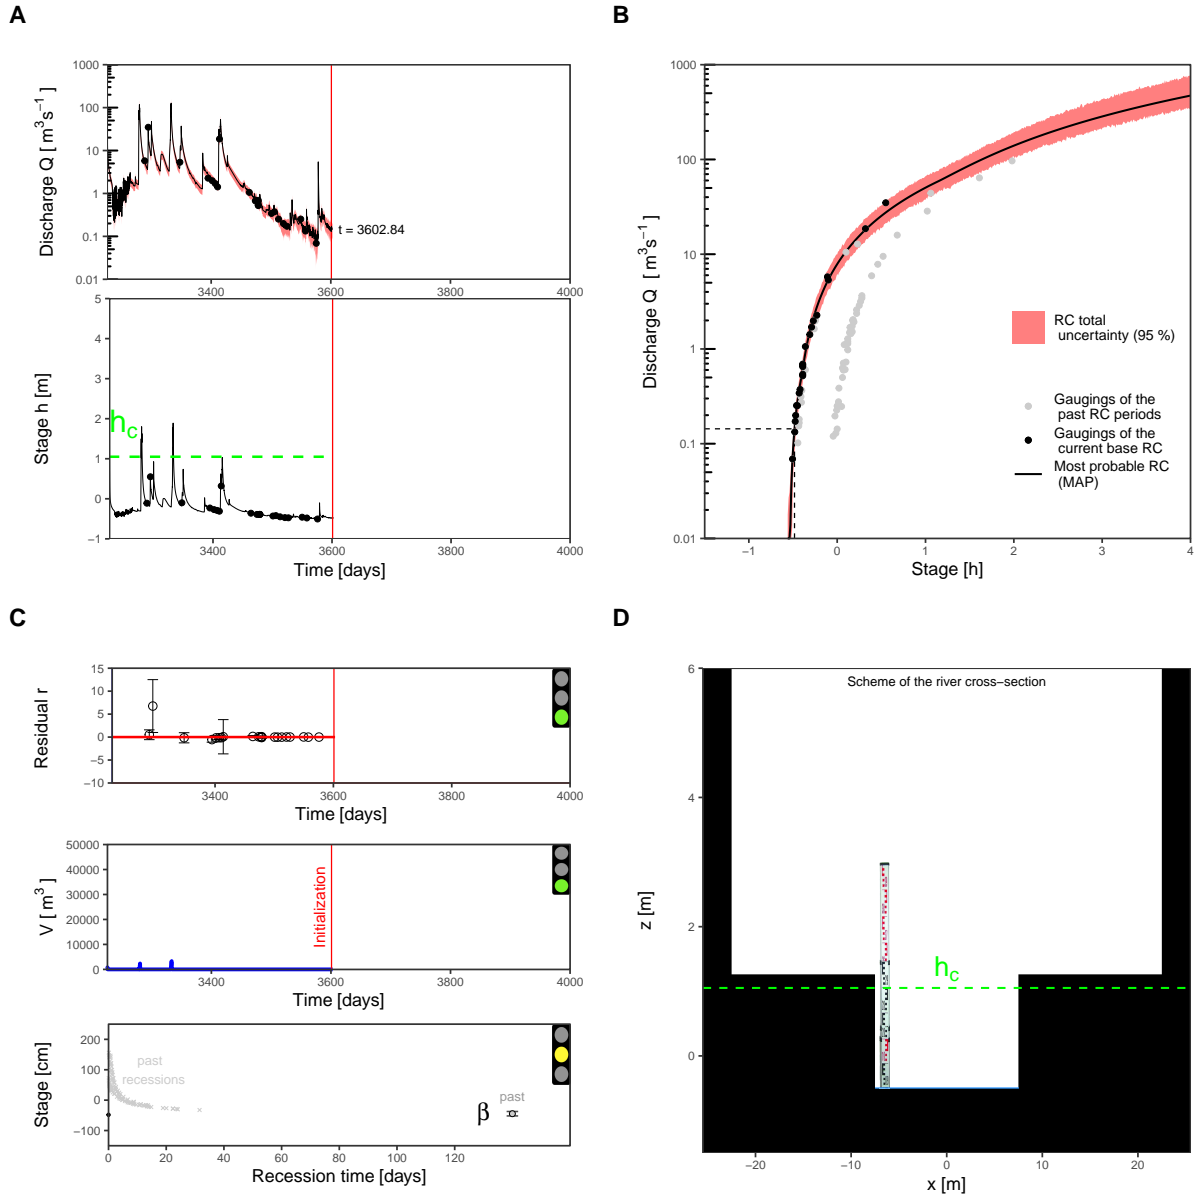 A
1000
100
10
1
0.1
0.01
Discharge Q [ m³s⁻¹ ]
t = 3602.84
3400
3600
3800
4000
5
4
3
2
1
0
−1
Stage h [m]
hc
3400
3600
3800
4000
Time [days]
B
1000
100
10
1
0.1
0.01
Discharge Q [ m³s⁻¹ ]
RC total
uncertainty (95 %)
Gaugings of the
past RC periods
Gaugings of the
current base RC
Most probable RC
(MAP)
−1
0
1
2
3
4
Stage [h]
C
15
10
5
0
−5
−10
Residual r
3400
3600
3800
4000
Time [days]
50000
40000
30000
20000
10000
0
V [ m³ ]
Initialization
3400
3600
3800
4000
Time [days]
200
100
0
−100
Stage [cm]
past
recessions
past
β
0
20
40
60
80
100
120
Recession time [days]
D
Scheme of the river cross−section
6
4
2
0
z [m]
hc
−20
−10
0
10
20
x [m]